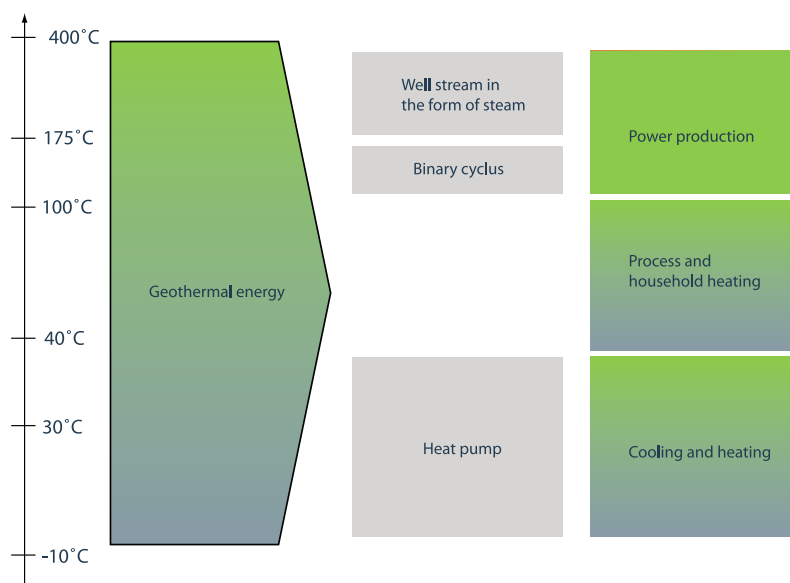 400°C
175°C
100°C
40°C
30°C
-10°C
Geothermal energy
Well stream in
the form of steam
Binary cyclus
Heat pump
Power production
Process and
household heating
Cooling and heating